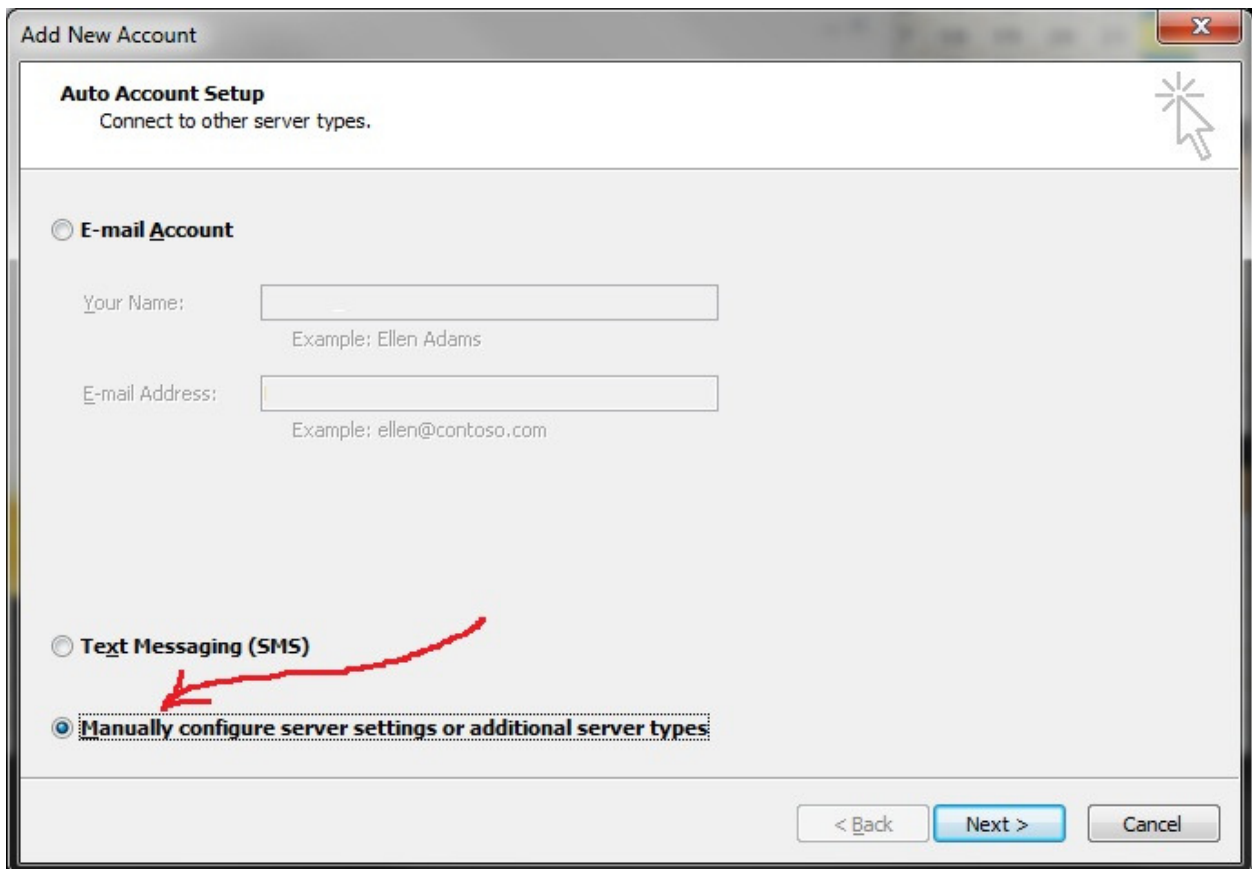 Add New Account
Auto Account Setup
Connect to other server types.
E-mail Account
Your Name:
Example: Ellen Adams
E-mail Address:
Example: ellen@contoso.com
Text Messaging (SMS)
Manually configure server settings or additional server types
< Back Next > Cancel